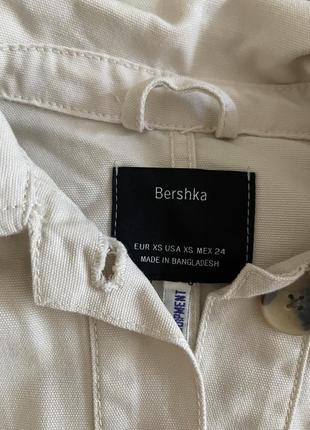 Bershka
EUR XS USA XS MEX 24
MADE IN BANGLADESH